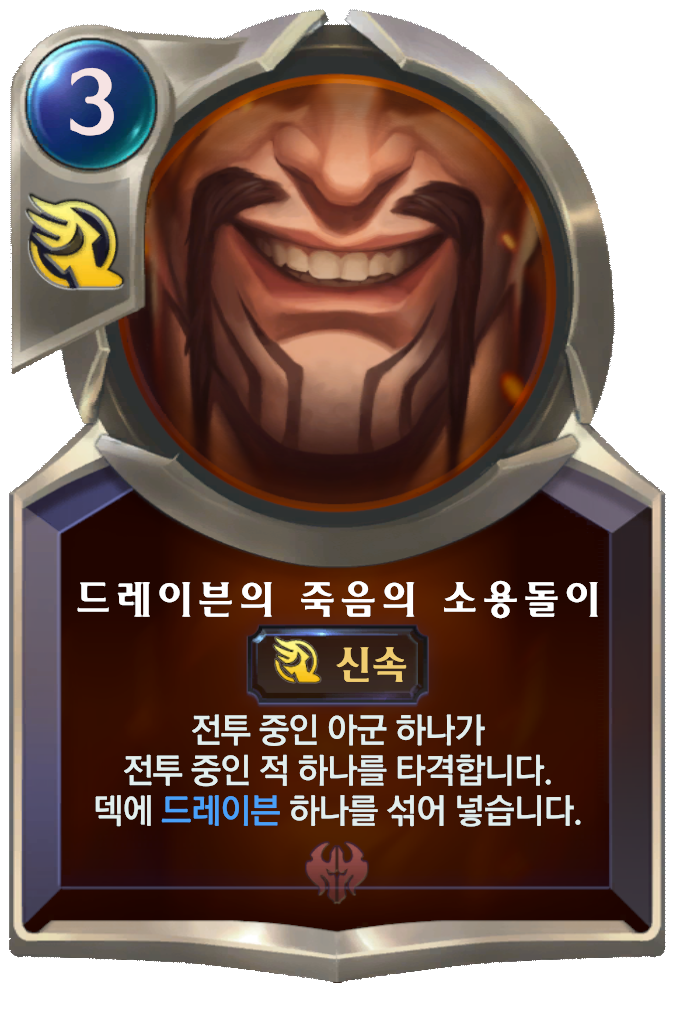 3
드레이븐의 죽음의 소용돌이
신속
전투 중인 아군 하나가
전투 중인 적 하나를 타격합니다.
덱에 드레이븐 하나를 섞어 넣습니다.